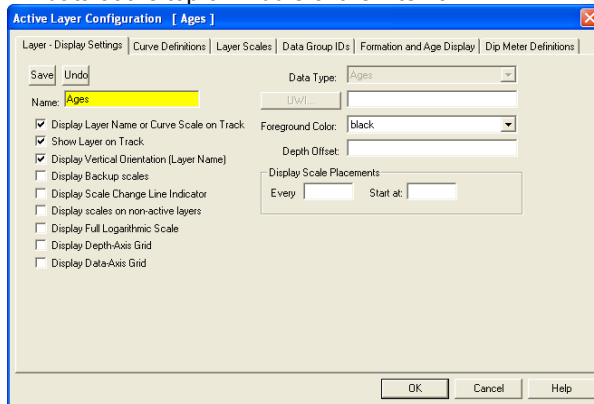 Active Layer Configuration [ Ages ]
Layer - Display Settings Curve Definitions Layer Scales Data Group IDs Formation and Age Display Dip Meter Definitions
Save Undo
Name: Ages
Display Layer Name or Curve Scale on Track
Show Layer on Track
Display Vertical Orientation (Layer Name)
Display Backup scales
Display Scale Change Line Indicator
Display scales on non-active layers
Display Full Logarithmic Scale
Display Depth-Axis Grid
Display Data-Axis Grid
Data Type: Ages
UWI...
Foreground Color: black
Depth Offset:
Display Scale Placements
Every Start at:
OK Cancel Help